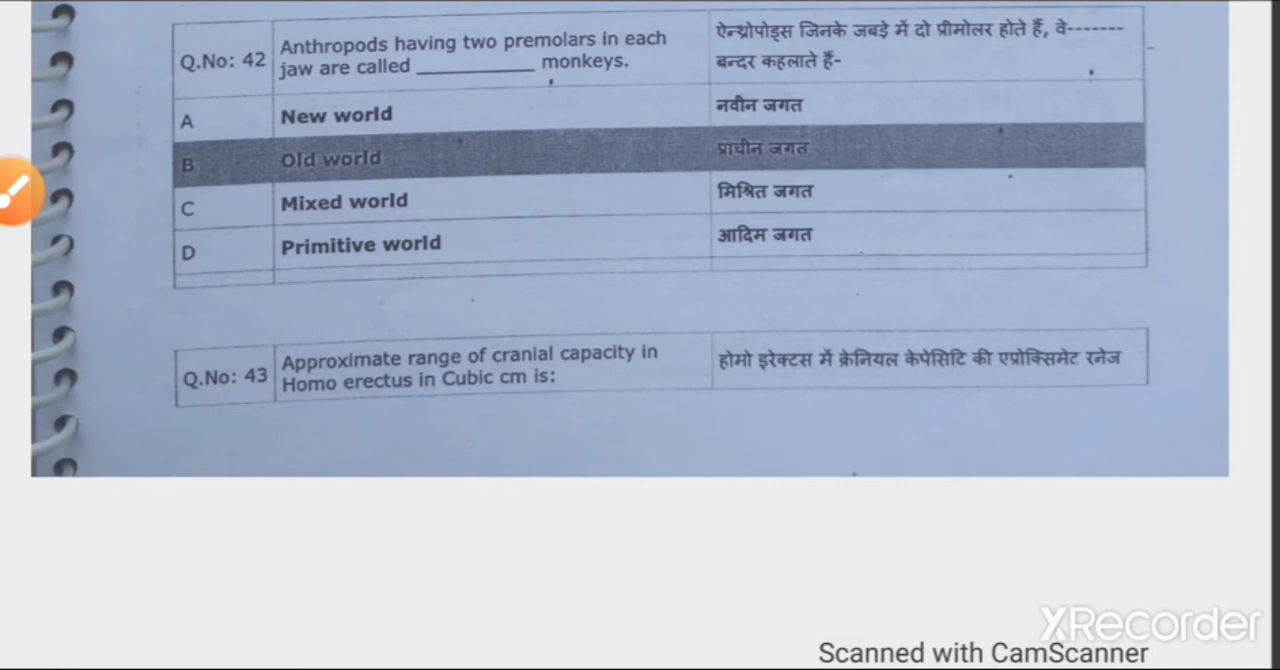 Q.No: 42
Anthropods having two premolars in each
jaw are called __________ monkeys.
ऐन्थ्रोपोड्स जिनके जबड़े में दो प्रीमोलर होते हैं, वे-------
बन्दर कहलाते हैं-
A New world नवीन जगत
B Old world प्राचीन जगत
C Mixed world मिश्रित जगत
D Primitive world आदिम जगत
Q.No: 43
Approximate range of cranial capacity in
Homo erectus in Cubic cm is:
होमो इरेक्टस में क्रेनियल केपेसिटि की एप्रोक्सिमेट रनेज
XRecorder
Scanned with CamScanner